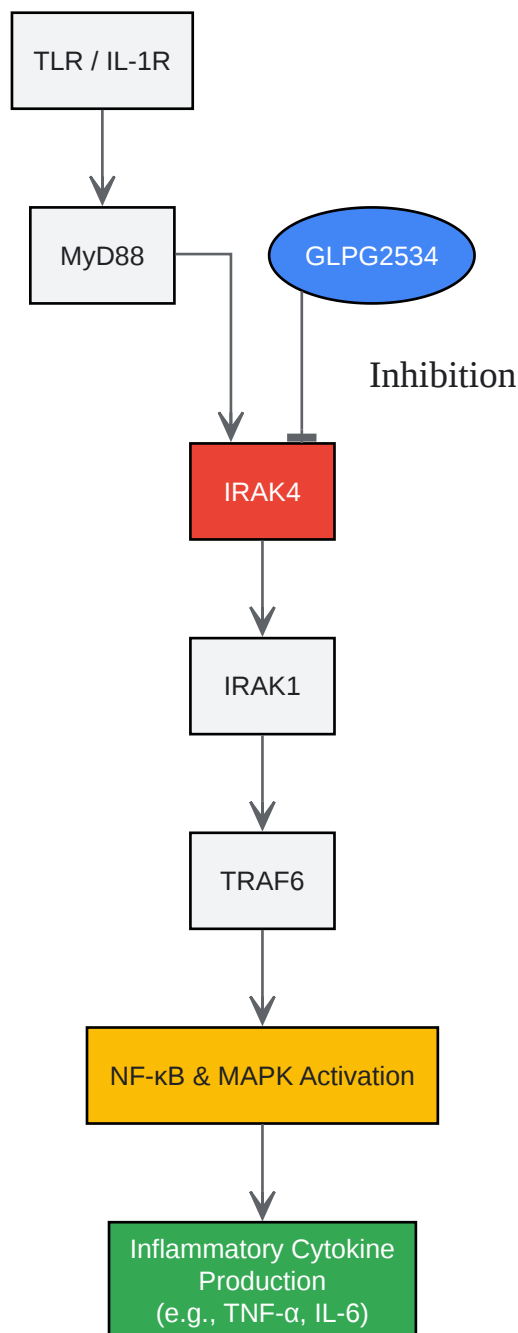 TLR / IL-1R
MyD88
GLPG2534
Inhibition
IRAK4
IRAK1
TRAF6
NF-κB & MAPK Activation
Inflammatory Cytokine
Production
(e.g., TNF-α, IL-6)